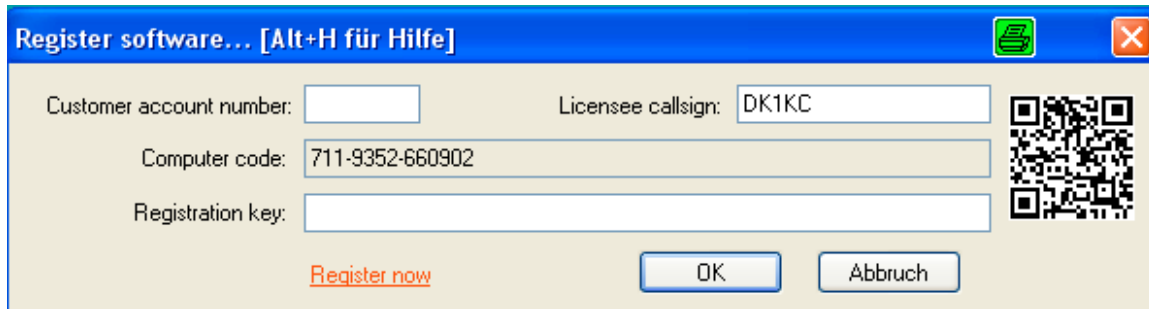 Register software... [Alt+H für Hilfe]
Customer account number: Licensee callsign: DK1KC
Computer code: 711-9352-660902
Registration key:
Register now OK Abbruch